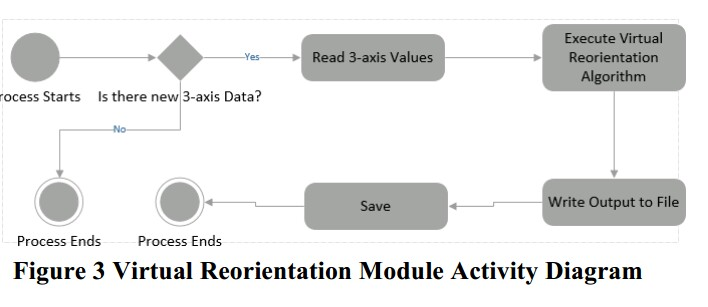 rocess Starts
Is there new 3-axis Data?
Yes
Read 3-axis Values
Execute Virtual
Reorientation
Algorithm
No
Write Output to File
Save
Process Ends
Process Ends
Figure 3 Virtual Reorientation Module Activity Diagram